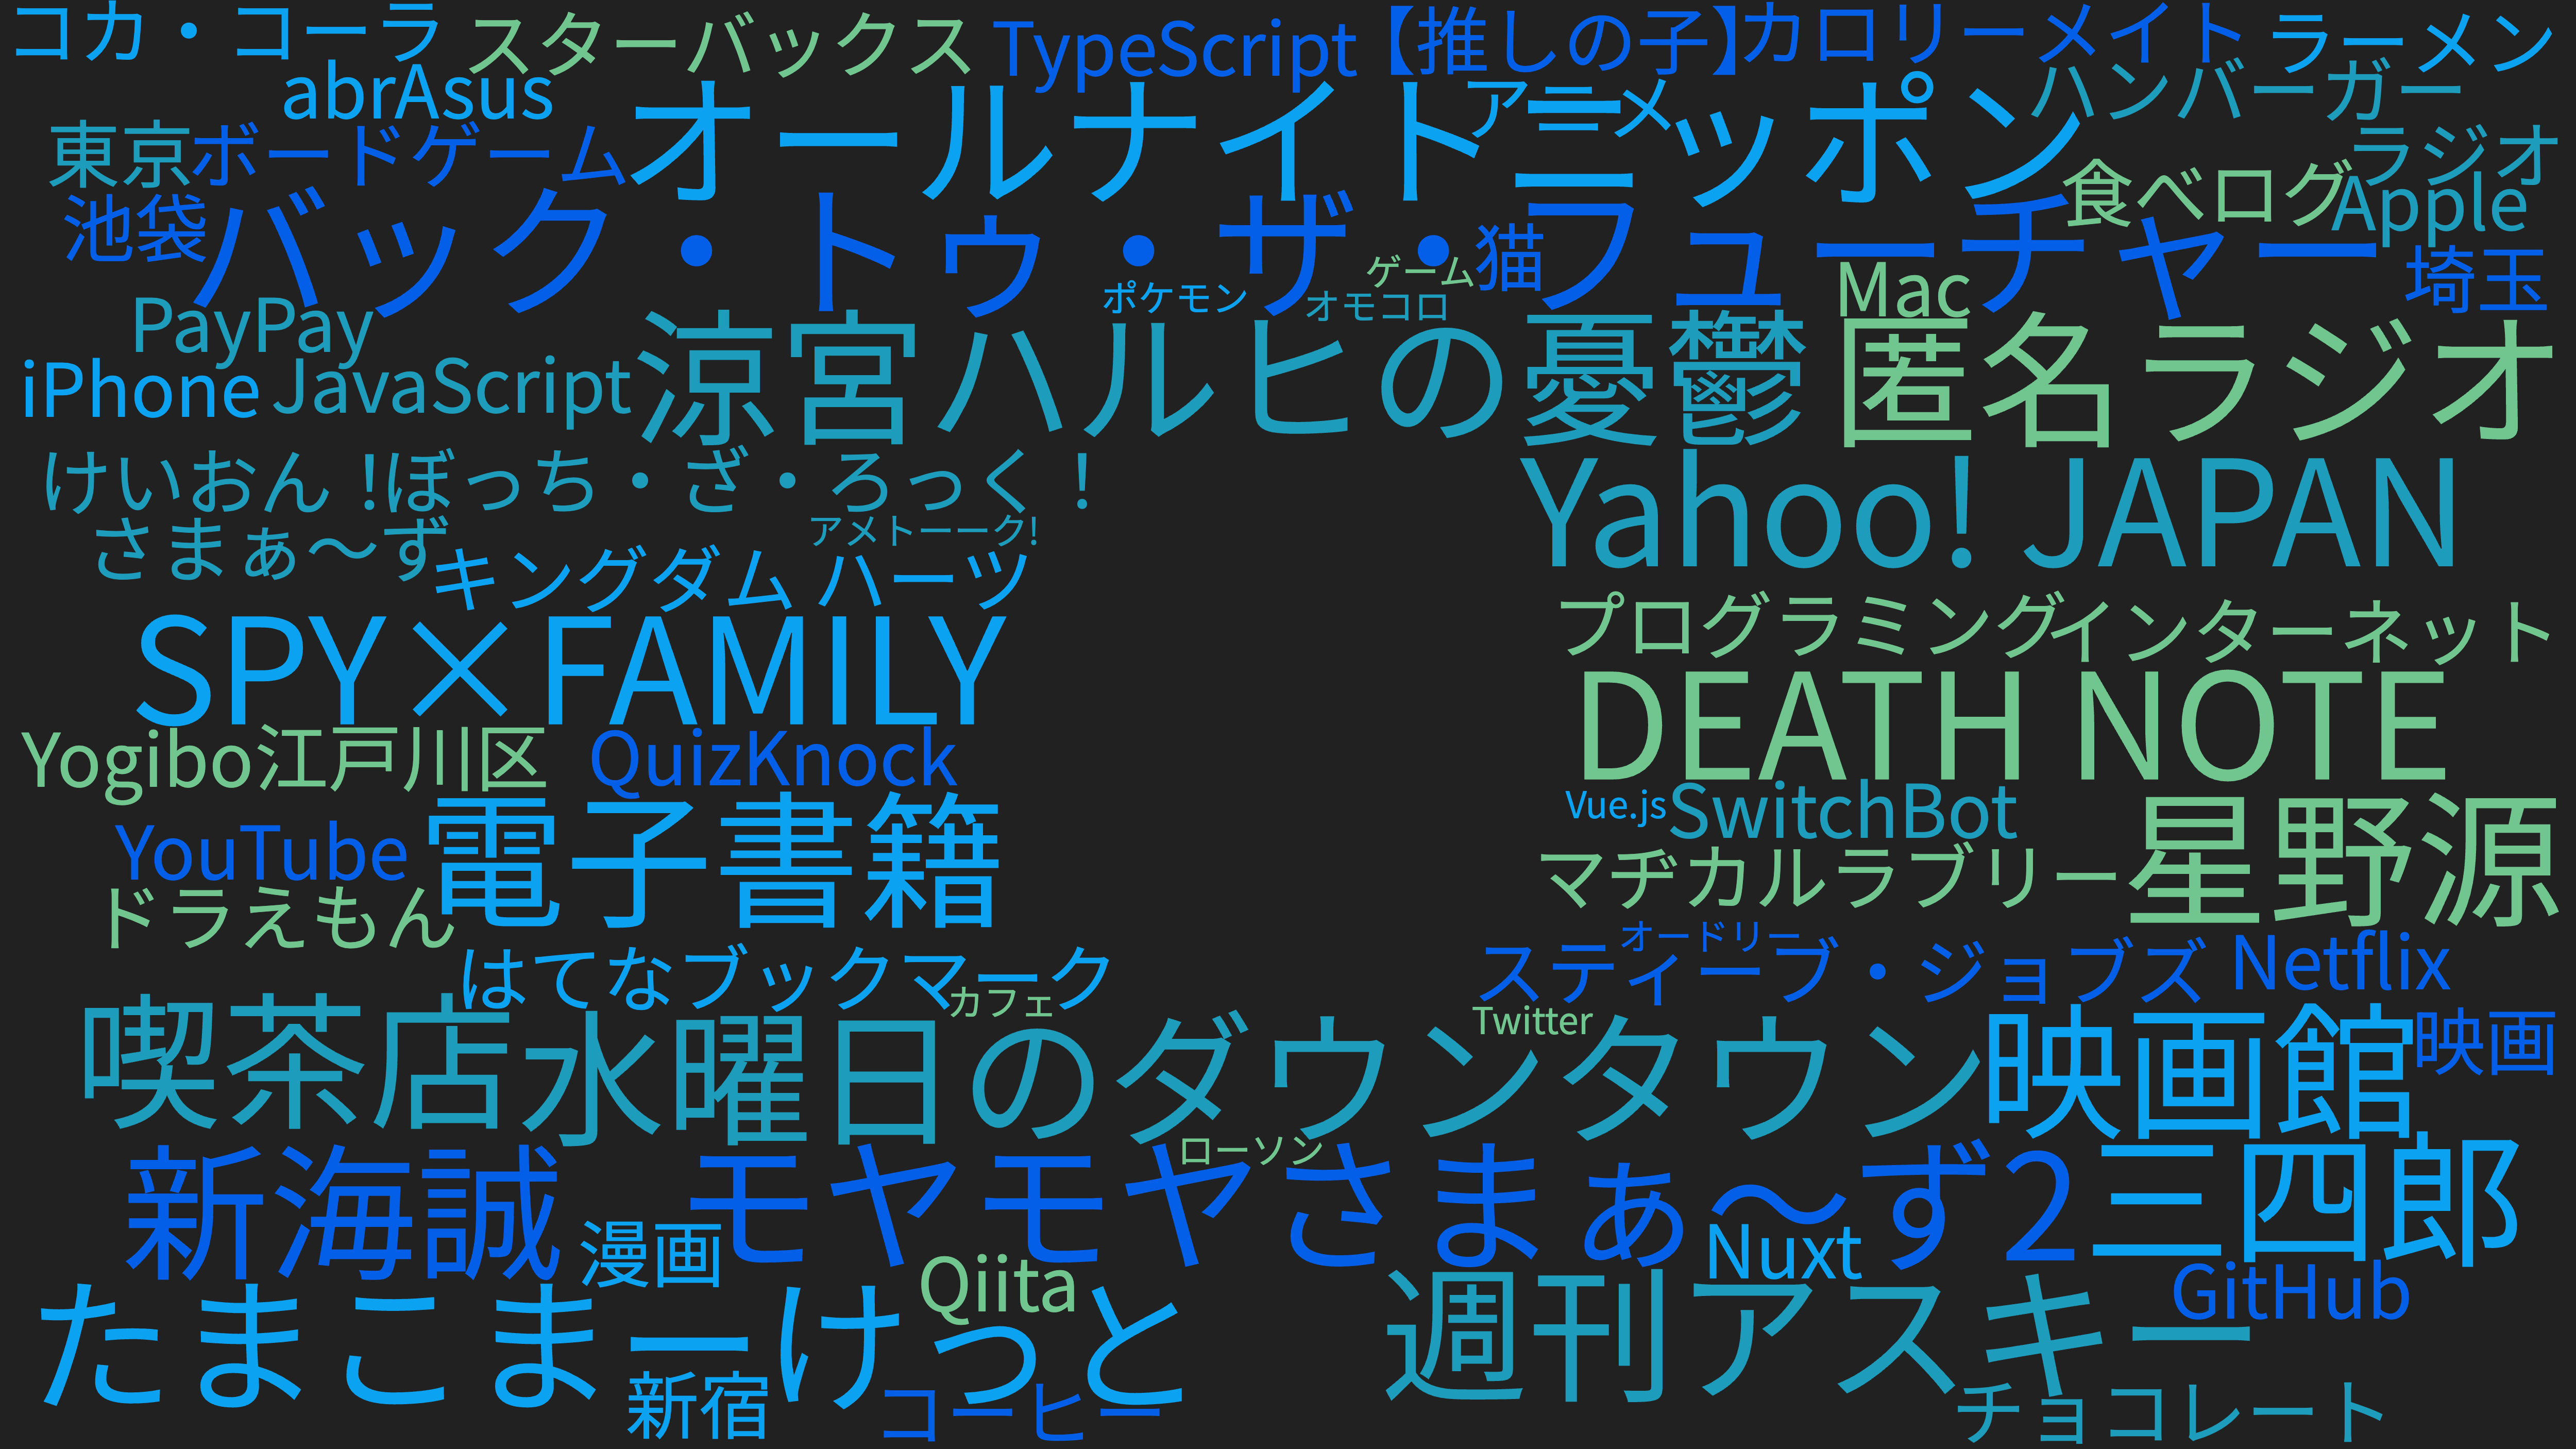 コカ・コーラ
スターバックス
TypeScript
【推しの子】
カロリーメイト
ラーメン
abrAsus
オールナイトニッポン
アニメ
ハンバーガー
東京
ボードゲーム
ラジオ
池袋
バック・トゥ・ザ・フューチャー
食べログ
Apple
猫
ゲーム
ポケモン
オモコロ
Mac
埼玉
PayPay
iPhone
JavaScript
涼宮ハルヒの憂鬱
匿名ラジオ
けいおん!
ぼっち・ざ・ろっく!
Yahoo! JAPAN
さまぁ〜ず
アメトーーク!
キングダム ハーツ
SPY×FAMILY
プログラミング
インターネット
DEATH NOTE
Yogibo
江戸川区
QuizKnock
YouTube
電子書籍
Vue.js
SwitchBot
星野源
ドラえもん
マヂカルラブリー
オードリー
はてなブックマーク
カフェ
スティーブ・ジョブズ
Netflix
Twitter
喫茶店
水曜日のダウンタウン
映画館
映画
ローソン
新海誠
モヤモヤさまぁ〜ず2
三四郎
漫画
Qiita
Nuxt
GitHub
たまこまーけっと
週刊アスキー
新宿
コーヒー
チョコレート